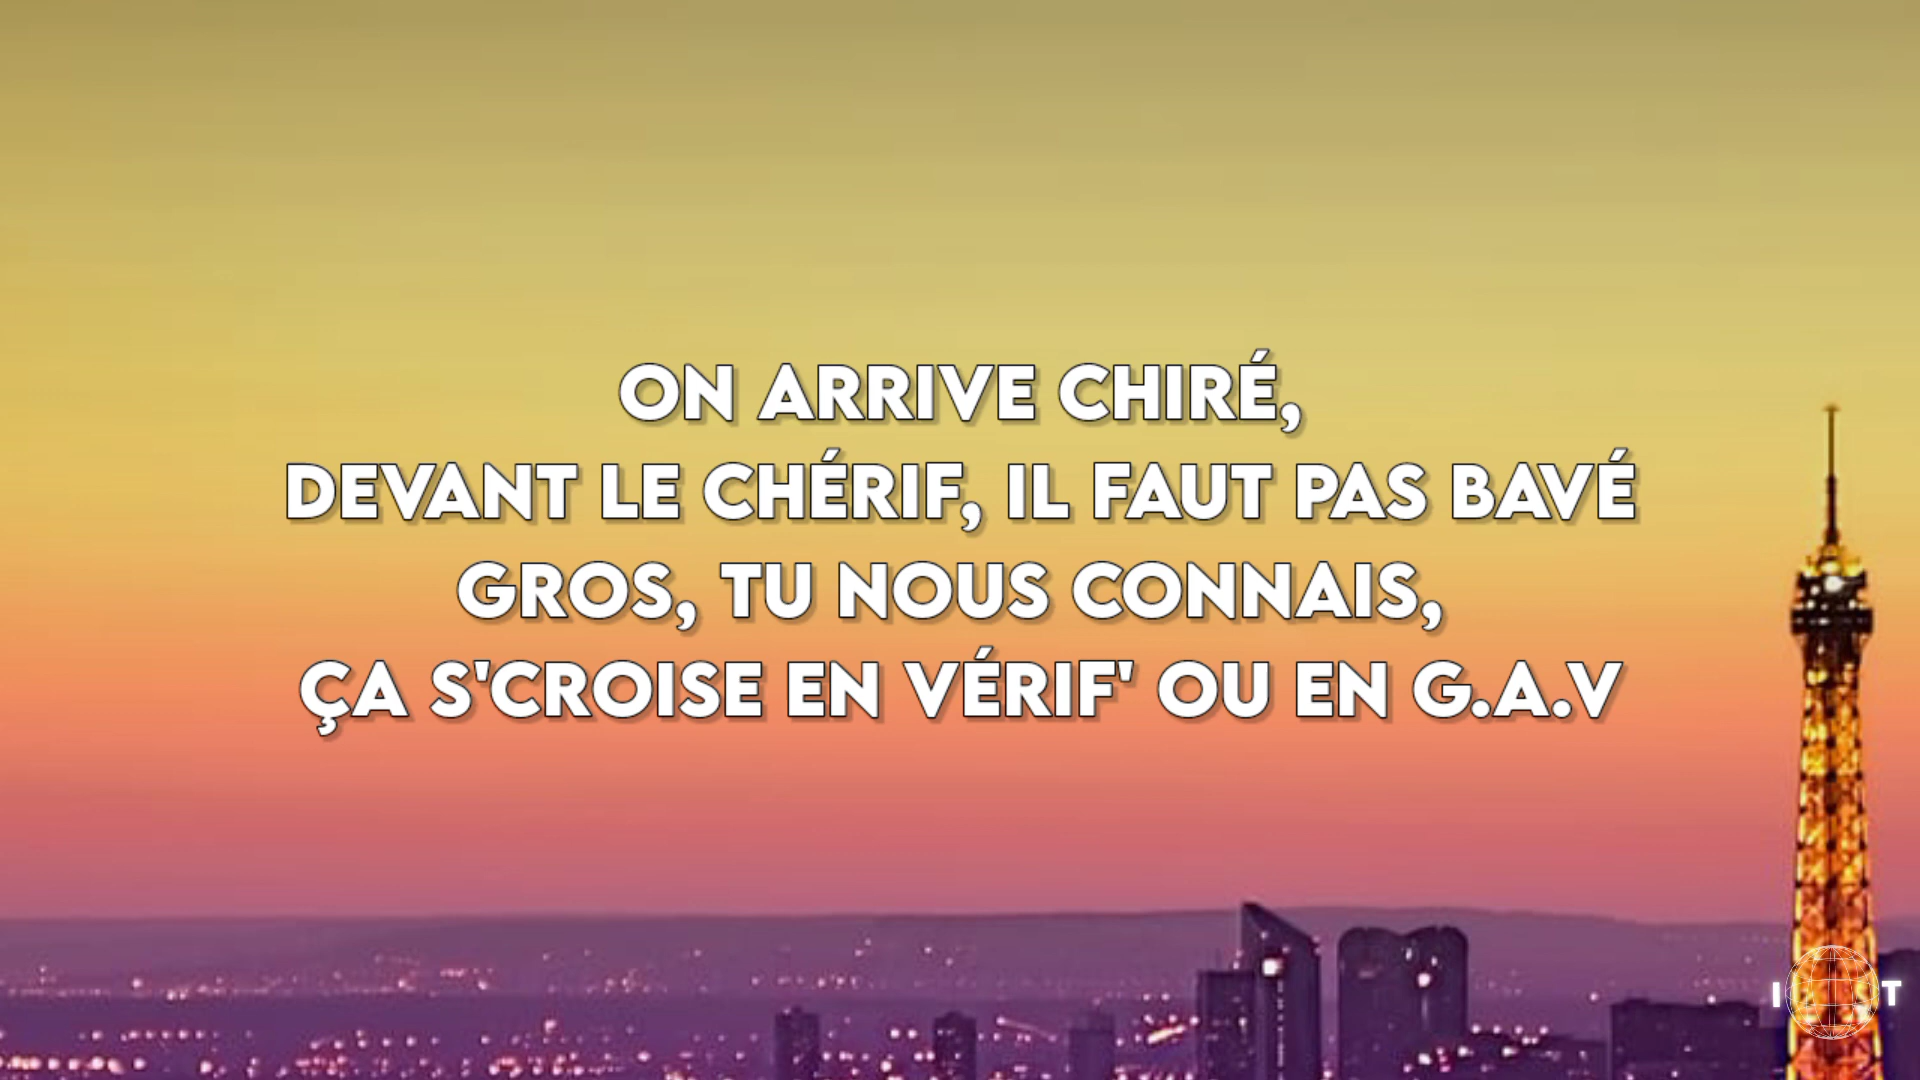 ON ARRIVE CHIRÉ,
DEVANT LE CHÉRIF, IL FAUT PAS BAVÉ
GROS, TU NOUS CONNAIS,
ÇA S'CROISE EN VÉRIF' OU EN G.A.V